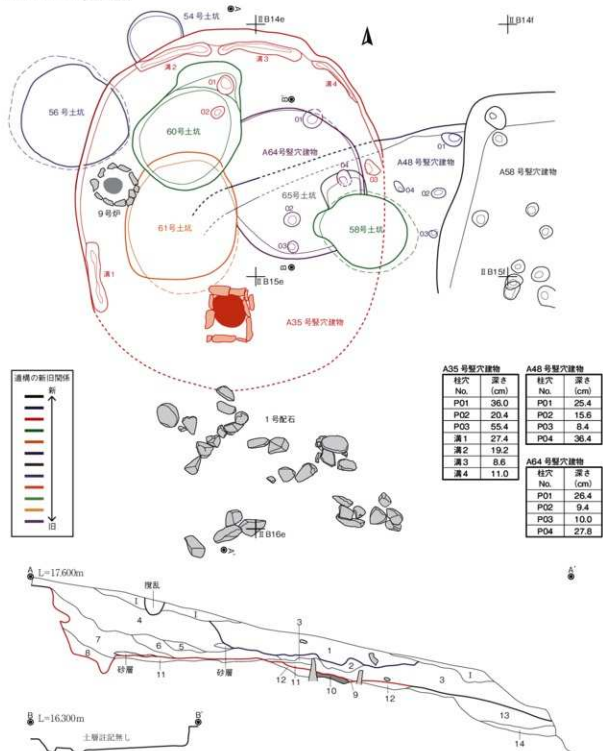 A
54号土坑
ⅡB14e
ⅡB14f
溝2
溝3
溝4
56号土坑
01
02
60号土坑
B'
01
A64号竪穴建物
A48号竪穴建物
01
A58号竪穴建物
04
03
04
02
65号土坑
9号炉
02
61号土坑
58号土坑
03
03
B
溝1
ⅡB15e
ⅡB15f
A35号竪穴建物
遺構の新旧関係
新
旧
1号配石
ⅡB16e
A'
A35号竪穴建物
柱穴 No. 深さ (cm)
P01 36.0
P02 20.4
P03 55.4
溝1 27.4
溝2 19.2
溝3 8.6
溝4 11.0
A48号竪穴建物
柱穴 No. 深さ (cm)
P01 25.4
P02 15.6
P03 8.4
P04 36.4
A64号竪穴建物
柱穴 No. 深さ (cm)
P01 26.4
P02 9.4
P03 10.0
P04 27.8
A L=17.600m
A'
撹乱
I
I
4
3
1
7
6
5
2
I
8
砂層
11
砂層
12
11
10
9
12
3
13
14
B L=16.300m
B'
土層註記無し